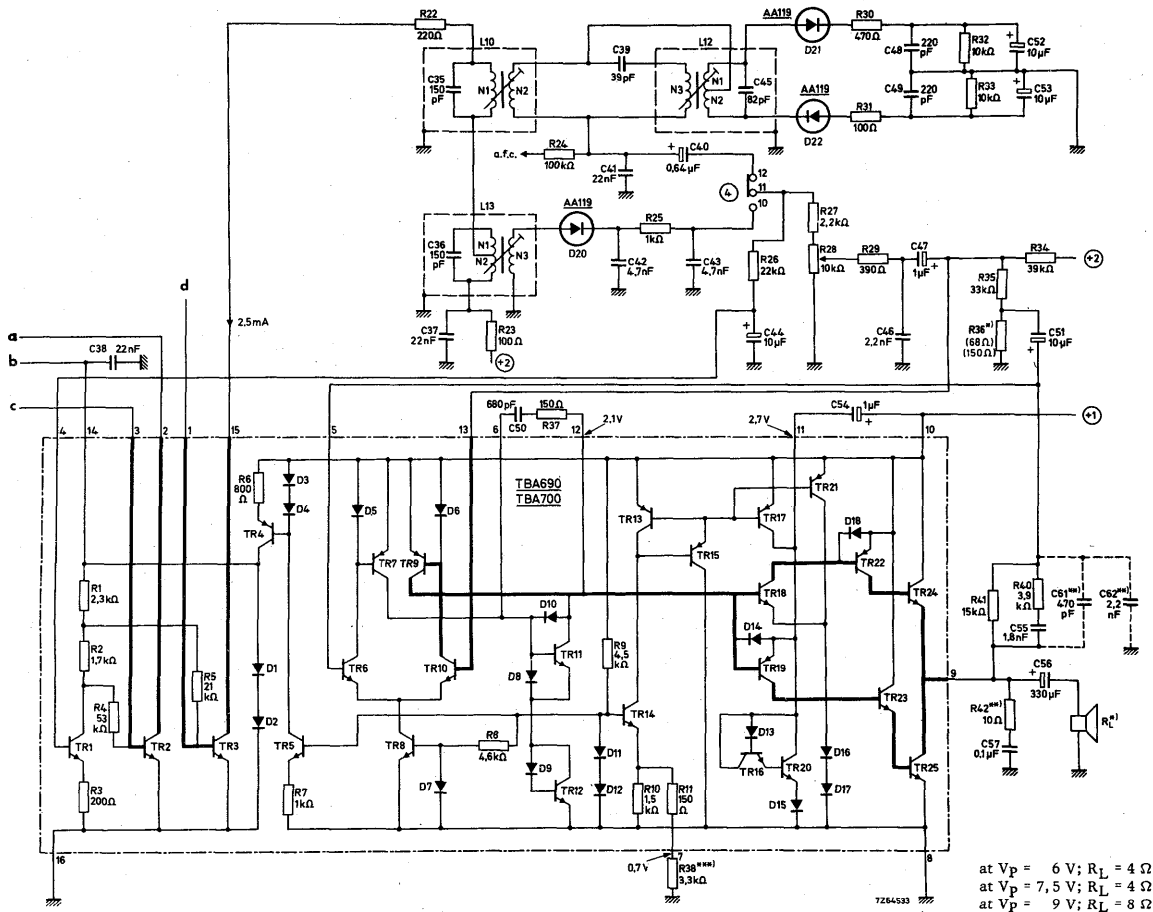 R22
220Ω
L10
C35
150
pF
N1
N2
C39
39pF
L12
N3
N1
N2
C45
82pF
AA119
D21
R30
470Ω
C48
220
pF
R32
10kΩ
+
C52
10µF
C49
220
pF
R33
10kΩ
+
C53
10µF
AA119
D22
R31
100Ω
a.f.c.
R24
100kΩ
C41
22nF
+
C40
0,64µF
12
11
10
4
L13
C36
150
pF
N1
N2
N3
AA119
D20
R25
1kΩ
C42
4,7nF
C43
4,7nF
R26
22kΩ
R27
2,2kΩ
R28
10kΩ
R29
390Ω
C47
1µF
+
R34
39kΩ
+2
R35
33kΩ
R36*)
(68Ω)
(150Ω)
C51
10µF
+
C46
2,2nF
+
C44
10µF
C37
22nF
R23
100Ω
+2
d
2,5mA
a
b
C38
22nF
c
680pF
C50
150Ω
R37
2,1V
2,7V
C54
1µF
+
+1
4
14
3
2
1
15
5
6
13
12
11
10
TBA690
TBA700
R6
800
Ω
D3
D4
TR4
D5
D6
TR7
TR9
TR13
TR15
TR17
TR21
D18
TR22
TR18
TR24
R1
2,3kΩ
R2
1,7kΩ
R4
53
kΩ
R5
21
kΩ
D1
D2
TR6
TR10
D10
TR11
D8
R9
4,5
kΩ
D14
TR19
TR23
R41
15kΩ
R40
3,9
kΩ
C55
1,8nF
C61**)
470
pF
C62**)
2,2
nF
9
+
C56
330µF
R42**)
10Ω
C57
0,1µF
RL*)
TR1
TR2
TR3
TR5
TR8
R8
4,6kΩ
TR14
D11
D12
D13
TR16
TR20
D16
D17
TR25
R3
200Ω
R7
1kΩ
D7
D9
TR12
R10
1,5
kΩ
R11
150
Ω
D15
16
0,7V
7
R38***)
3,3kΩ
8
7Z64533
at VP = 6 V; RL = 4 Ω
at VP = 7,5 V; RL = 4 Ω
at VP = 9 V; RL = 8 Ω